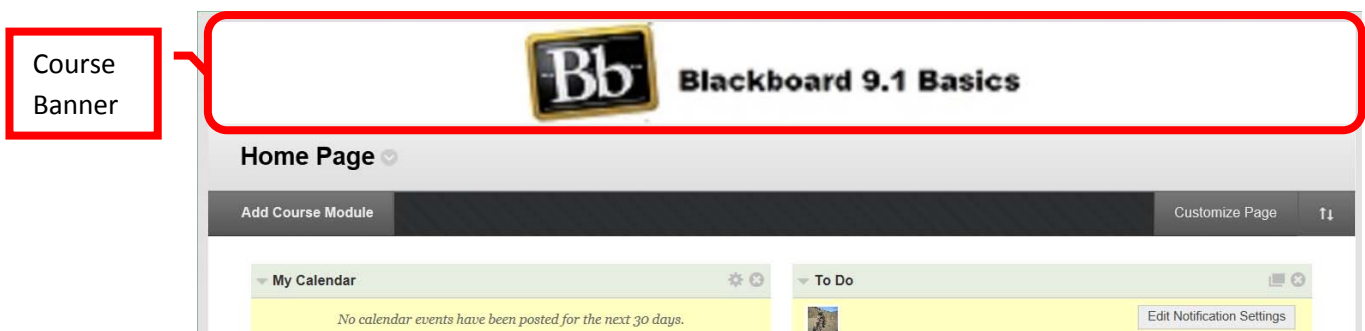 Course
Banner
Bb
Blackboard 9.1 Basics
Home Page
Add Course Module
Customize Page
My Calendar
To Do
No calendar events have been posted for the next 30 days.
Edit Notification Settings